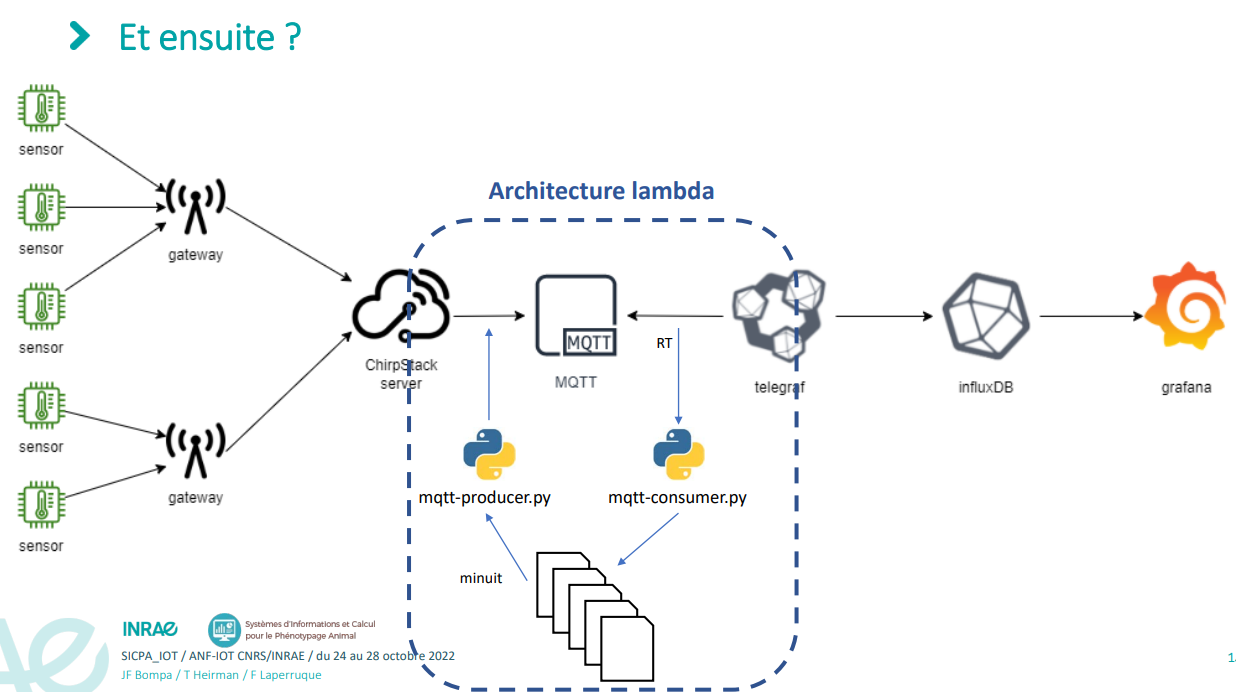 Et ensuite ?
sensor
sensor
sensor
sensor
sensor
gateway
gateway
Architecture lambda
ChirpStack
server
MQTT
MQTT
RT
telegraf
influxDB
grafana
mqtt-producer.py
mqtt-consumer.py
minuit
INRAE
Systèmes d'Informations et Calcul
pour le Phénotypage Animal
SICPA_IOT / ANF-IOT CNRS/INRAE / du 24 au 28 octobre 2022
JF Bompa / T Heirman / F Laperruque